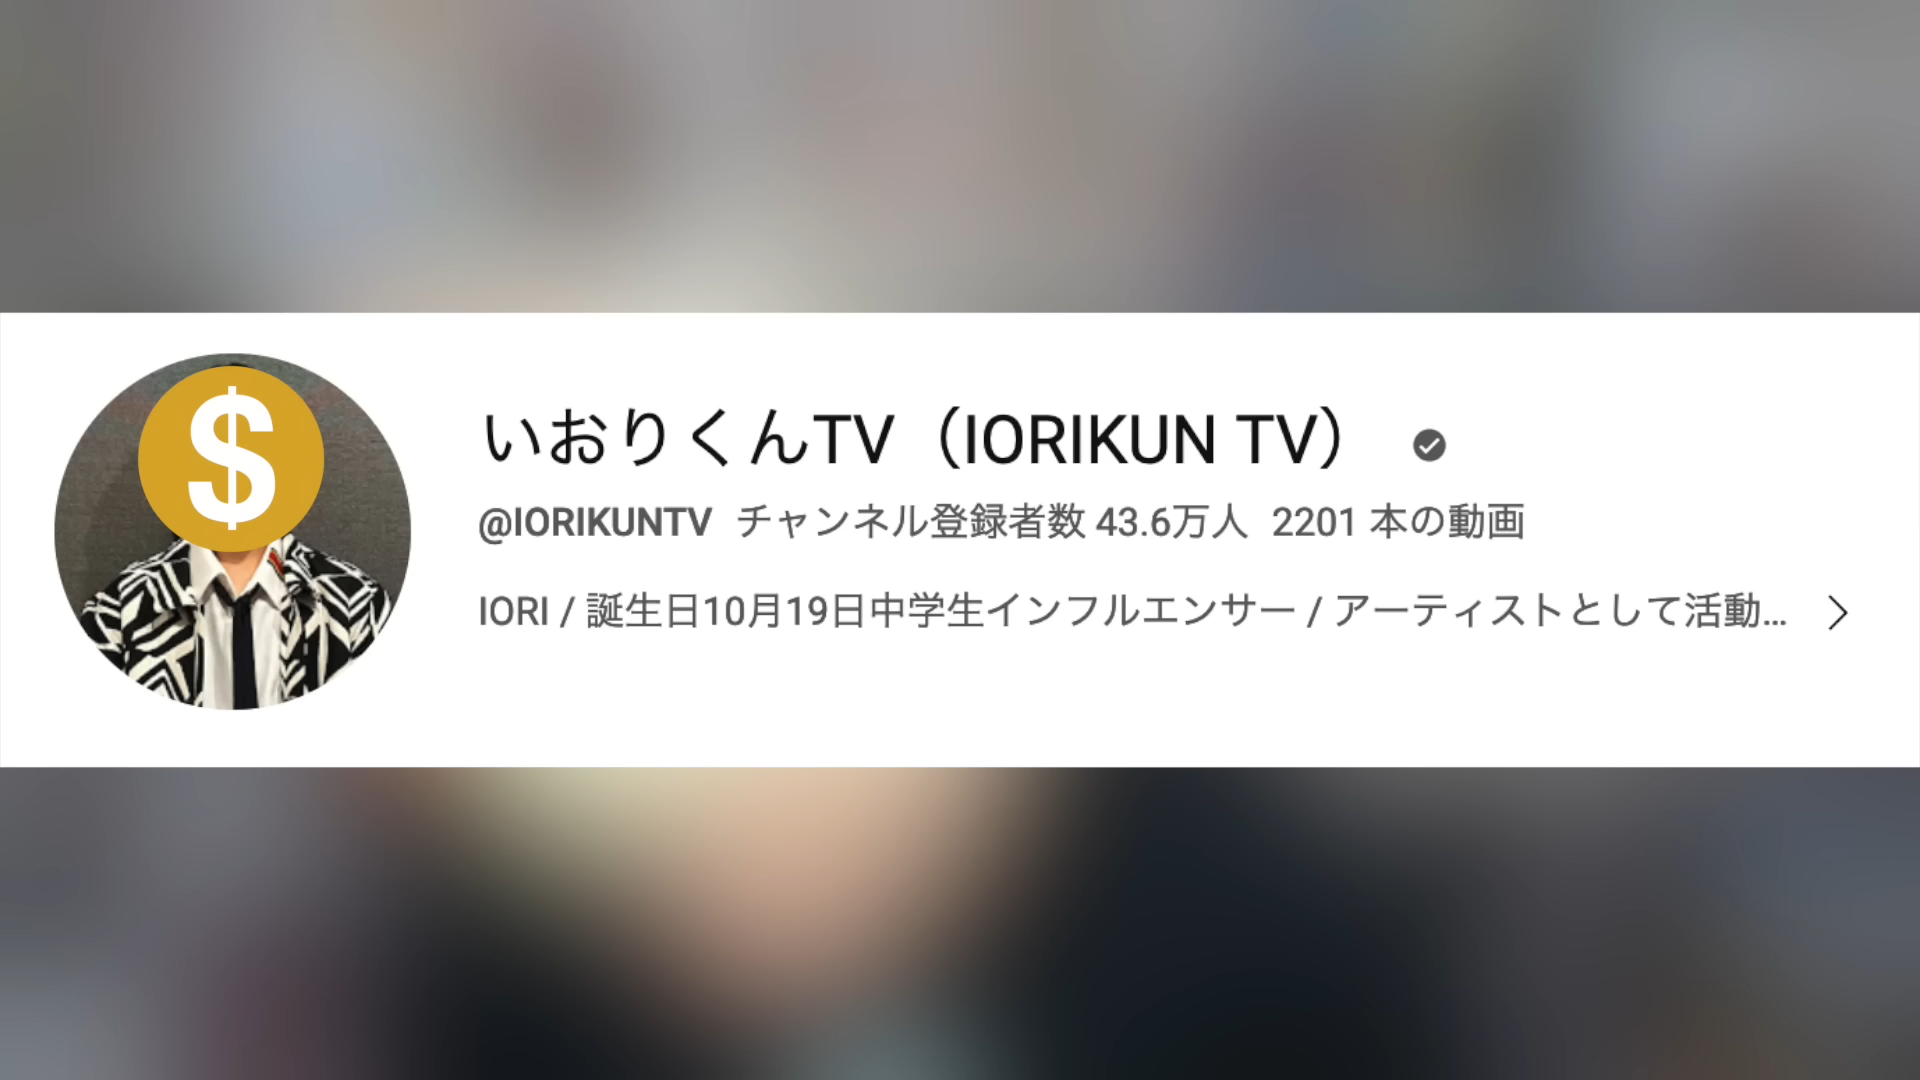 $
いおりくんTV（IORIKUN TV）
@IORIKUNTV チャンネル登録者数 43.6万人 2201 本の動画
IORI / 誕生日10月19日中学生インフルエンサー / アーティストとして活動...